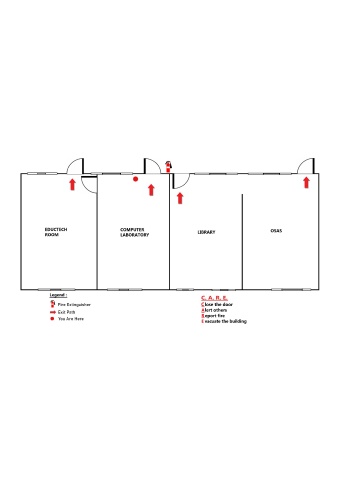 EDUCTECH
ROOM
COMPUTER
LABORATORY
LIBRARY
OSAS
Legend :
Fire Extinguisher
Exit Path
You Are Here
C. A. R. E.
Close the door
Alert others
Report fire
Evacuate the building